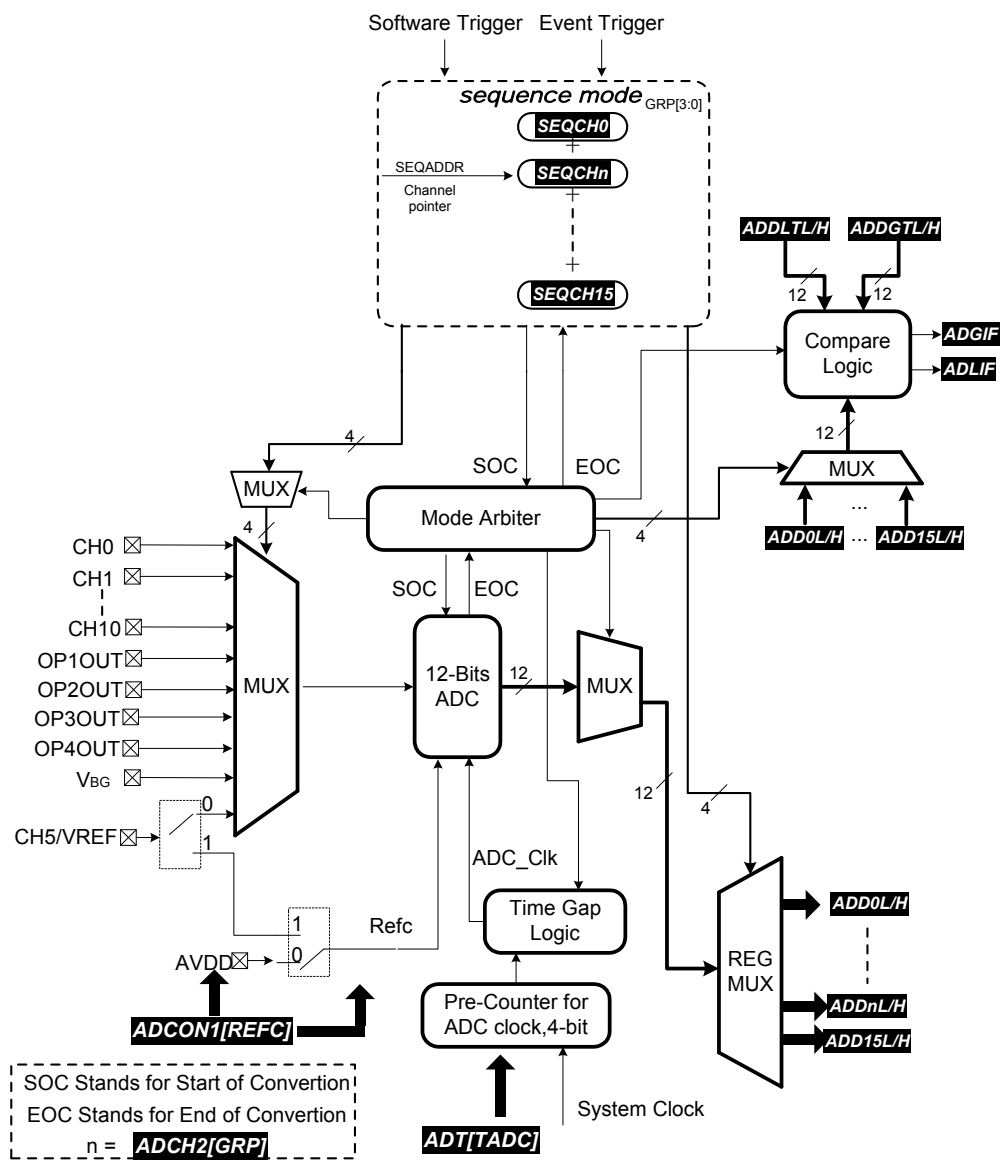 Software Trigger
Event Trigger
sequence mode
GRP[3:0]
SEQCH0
SEQADDR
SEQCHn
Channel
pointer
SEQCH15
ADDLTL/H
ADDGTL/H
12
12
Compare
Logic
ADGIF
ADLIF
12
4
MUX
SOC
EOC
MUX
Mode Arbiter
4
...
ADD0L/H
...
ADD15L/H
4
CH0
CH1
CH10
OP1OUT
OP2OUT
OP3OUT
OP4OUT
VBG
CH5/VREF
0
1
MUX
SOC
EOC
12-Bits
ADC
12
MUX
12
4
ADC_Clk
Time Gap
Logic
Refc
1
0
AVDD
ADCON1[REFC]
Pre-Counter for
ADC clock,4-bit
REG
MUX
ADD0L/H
ADDnL/H
ADD15L/H
System Clock
ADT[TADC]
SOC Stands for Start of Convertion
EOC Stands for End of Convertion
n = ADCH2[GRP]